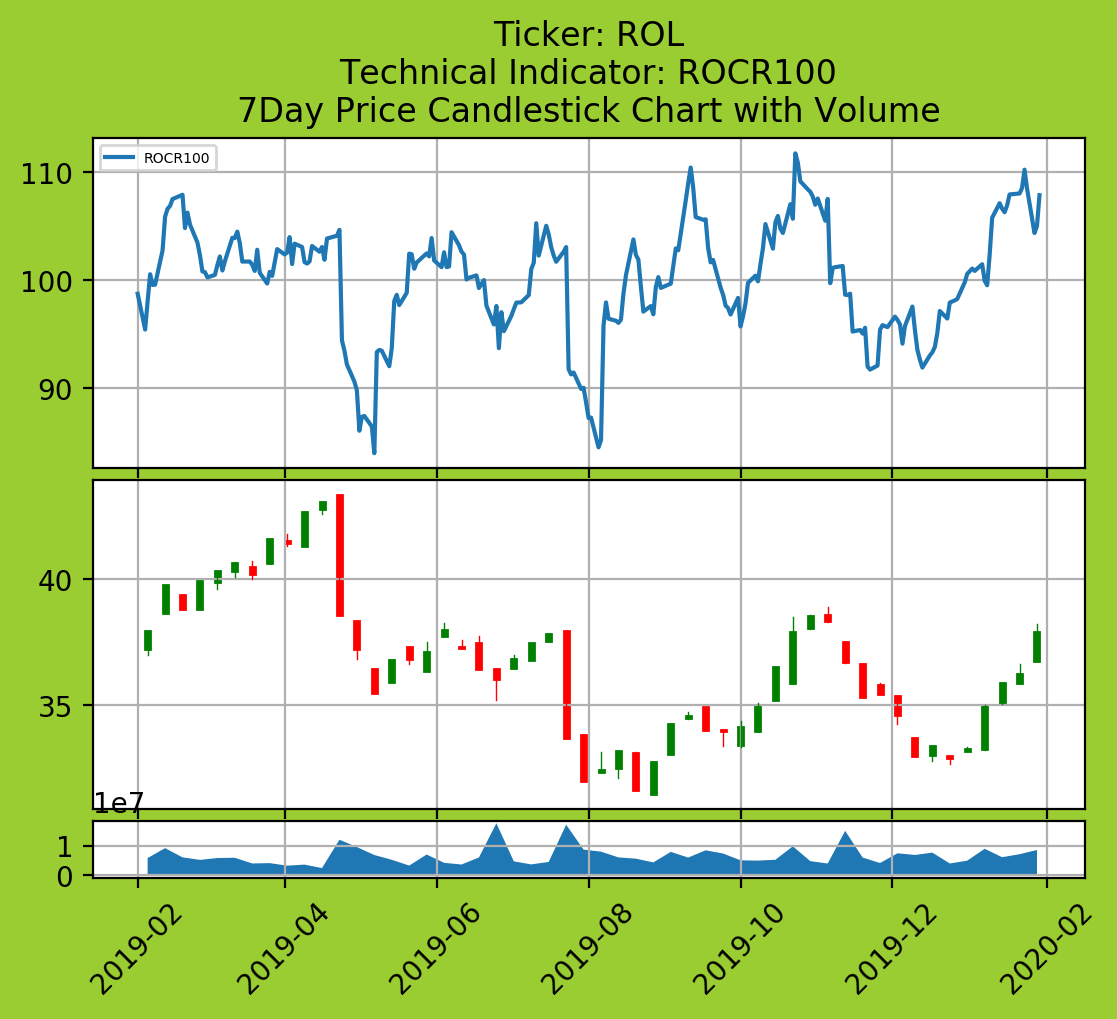 Ticker: ROL
Technical Indicator: ROCR100
7Day Price Candlestick Chart with Volume
ROCR100
110
100
90
40
35
1e7
1
0
2019-02
2019-04
2019-06
2019-08
2019-10
2019-12
2020-02